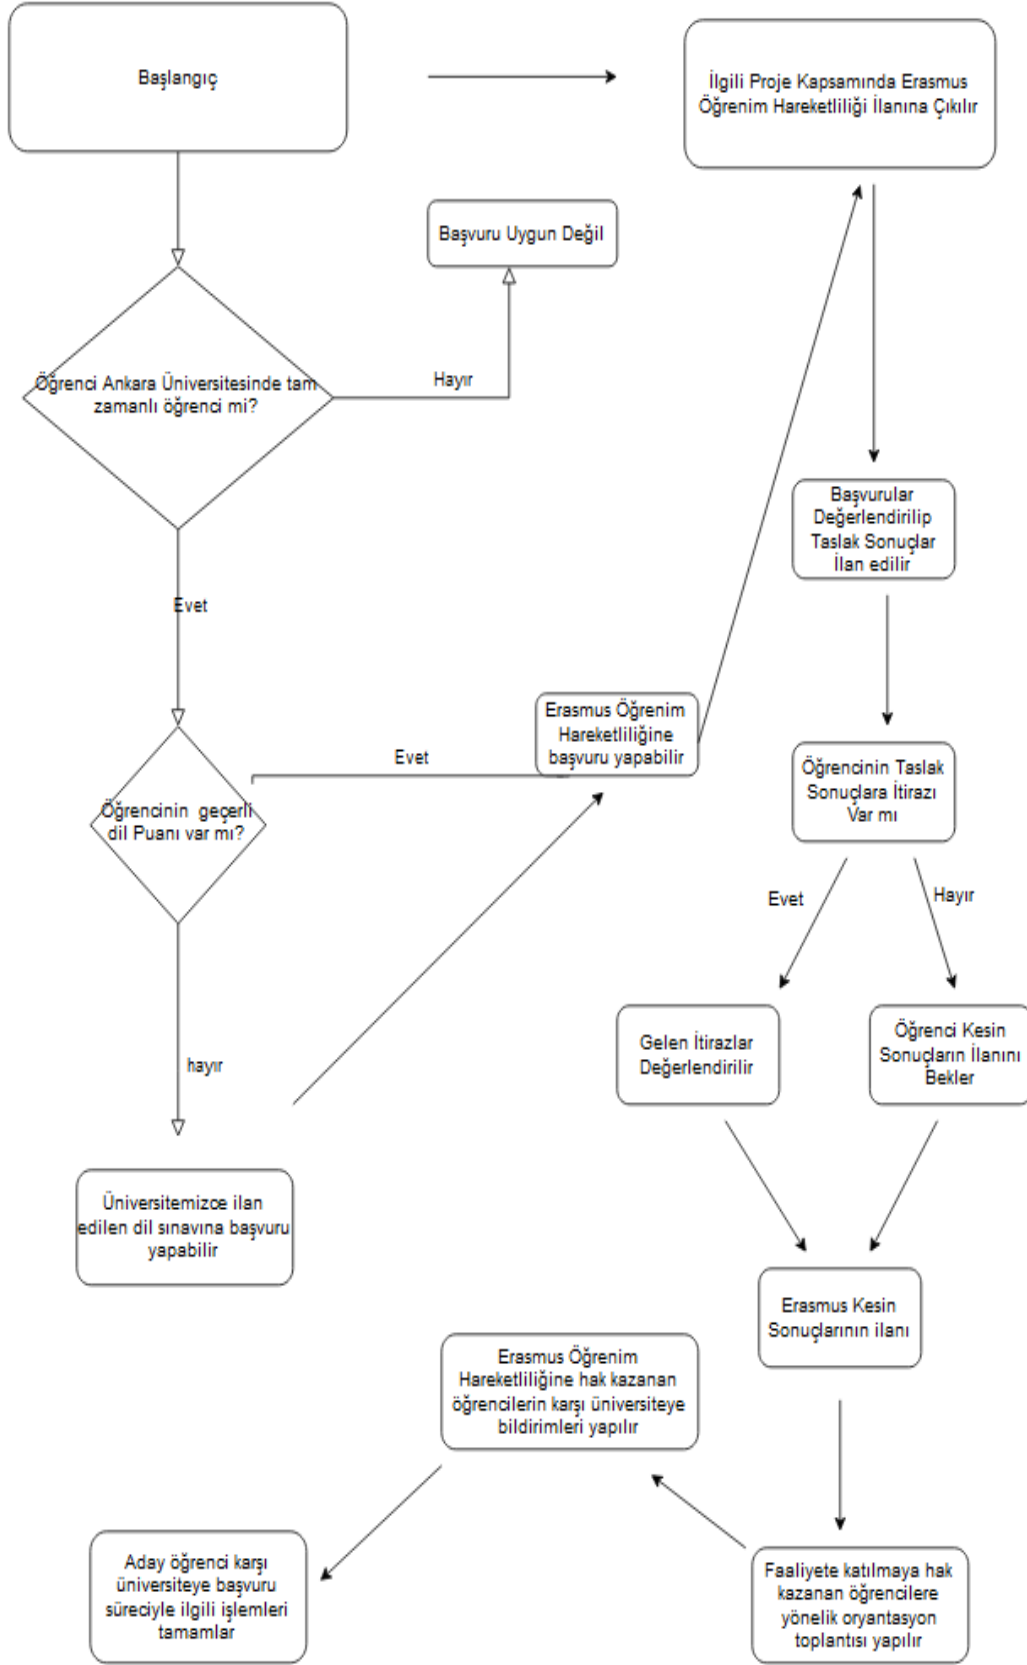 Başlangıç
İlgili Proje Kapsamında Erasmus
Öğrenim Hareketliliği İlanına Çıkılır
Başvuru Uygun Değil
Hayır
Öğrenci Ankara Üniversitesinde tam
zamanlı öğrenci mi?
Evet
Başvurular
Değerlendirilip
Taslak Sonuçlar
İlan edilir
Erasmus Öğrenim
Hareketliliğine
başvuru yapabilir
Evet
Öğrencinin geçerli
dil Puanı var mı?
Öğrencinin Taslak
Sonuçlara İtirazı
Var mı
Evet
Hayır
hayır
Gelen İtirazlar
Değerlendirilir
Öğrenci Kesin
Sonuçların İlanını
Bekler
Üniversitemizce ilan
edilen dil sınavına başvuru
yapabilir
Erasmus Kesin
Sonuçlarının ilanı
Erasmus Öğrenim
Hareketliliğine hak kazanan
öğrencilerin karşı üniversiteye
bildirimleri yapılır
Aday öğrenci karşı
üniversiteye başvuru
süreciyle ilgili işlemleri
tamamlar
Faaliyete katılmaya hak
kazanan öğrencilere
yönelik oryantasyon
toplantısı yapılır